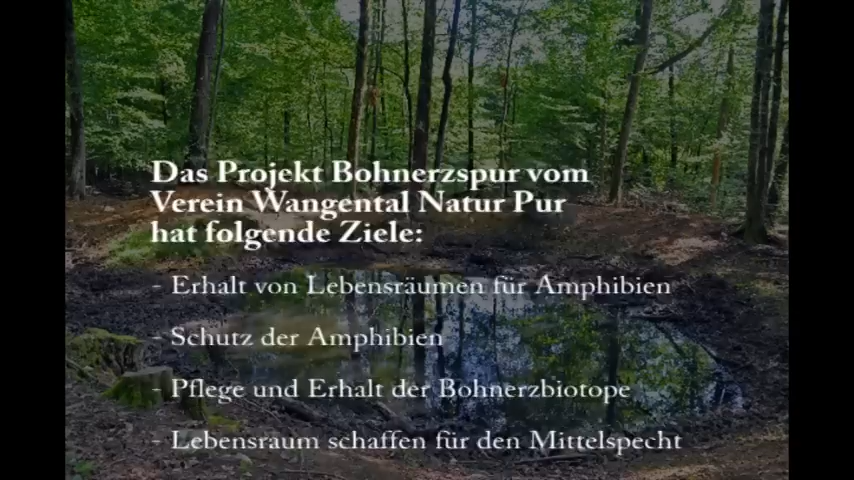 Das Projekt Bohnerzspur vom
Verein Wangental Natur Pur
hat folgende Ziele:
- Erhalt von Lebensräumen für Amphibien
- Schutz der Amphibien
- Pflege und Erhalt der Bohnerzbiotope
- Lebensraum schaffen für den Mittelspecht